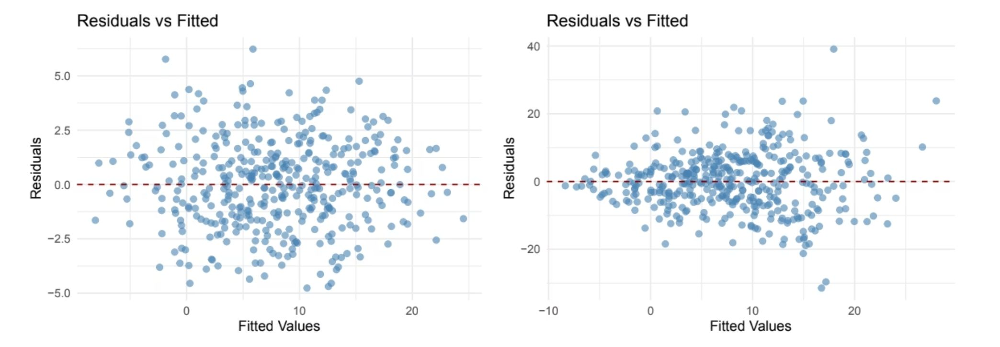 Residuals vs Fitted
5.0
2.5
0.0
−2.5
−5.0
Residuals
0 10 20
Fitted Values
Residuals vs Fitted
40
20
0
−20
Residuals
−10 0 10 20
Fitted Values